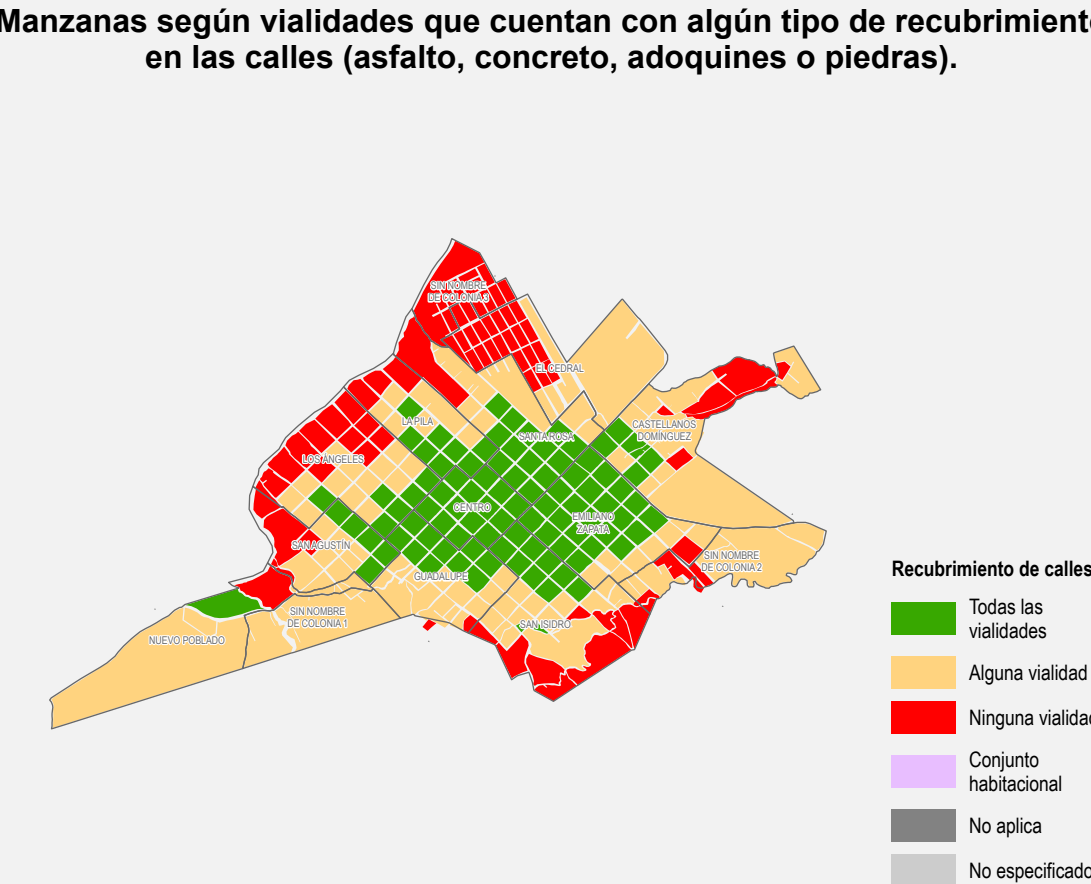 Manzanas según vialidades que cuentan con algún tipo de recubrimiento
en las calles (asfalto, concreto, adoquines o piedras).
SIN NOMBRE
DE COLONIA 3
EL CEDRAL
LA PILA
SANTA ROSA
CASTELLANOS
DOMÍNGUEZ
LOS ÁNGELES
CENTRO
EMILIANO
ZAPATA
SAN AGUSTÍN
SIN NOMBRE
DE COLONIA 2
GUADALUPE
SIN NOMBRE
DE COLONIA 1
SAN ISIDRO
NUEVO POBLADO
Recubrimiento de calles
Todas las
vialidades
Alguna vialidad
Ninguna vialidad
Conjunto
habitacional
No aplica
No especificado